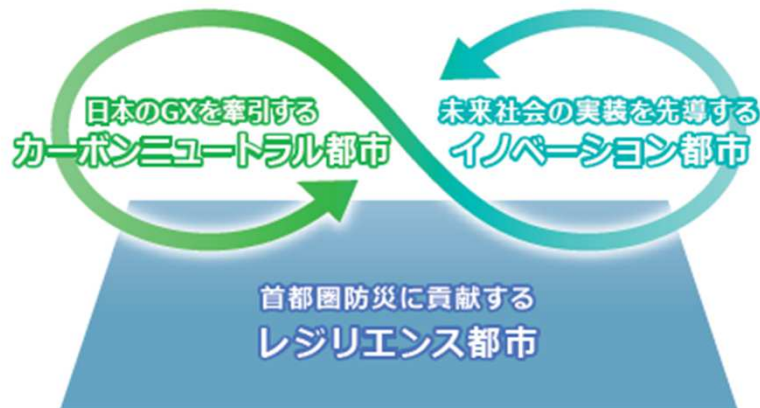 日本のGXを牽引する
カーボンニュートラル都市
未来社会の実装を先導する
イノベーション都市
首都圏防災に貢献する
レジリエンス都市